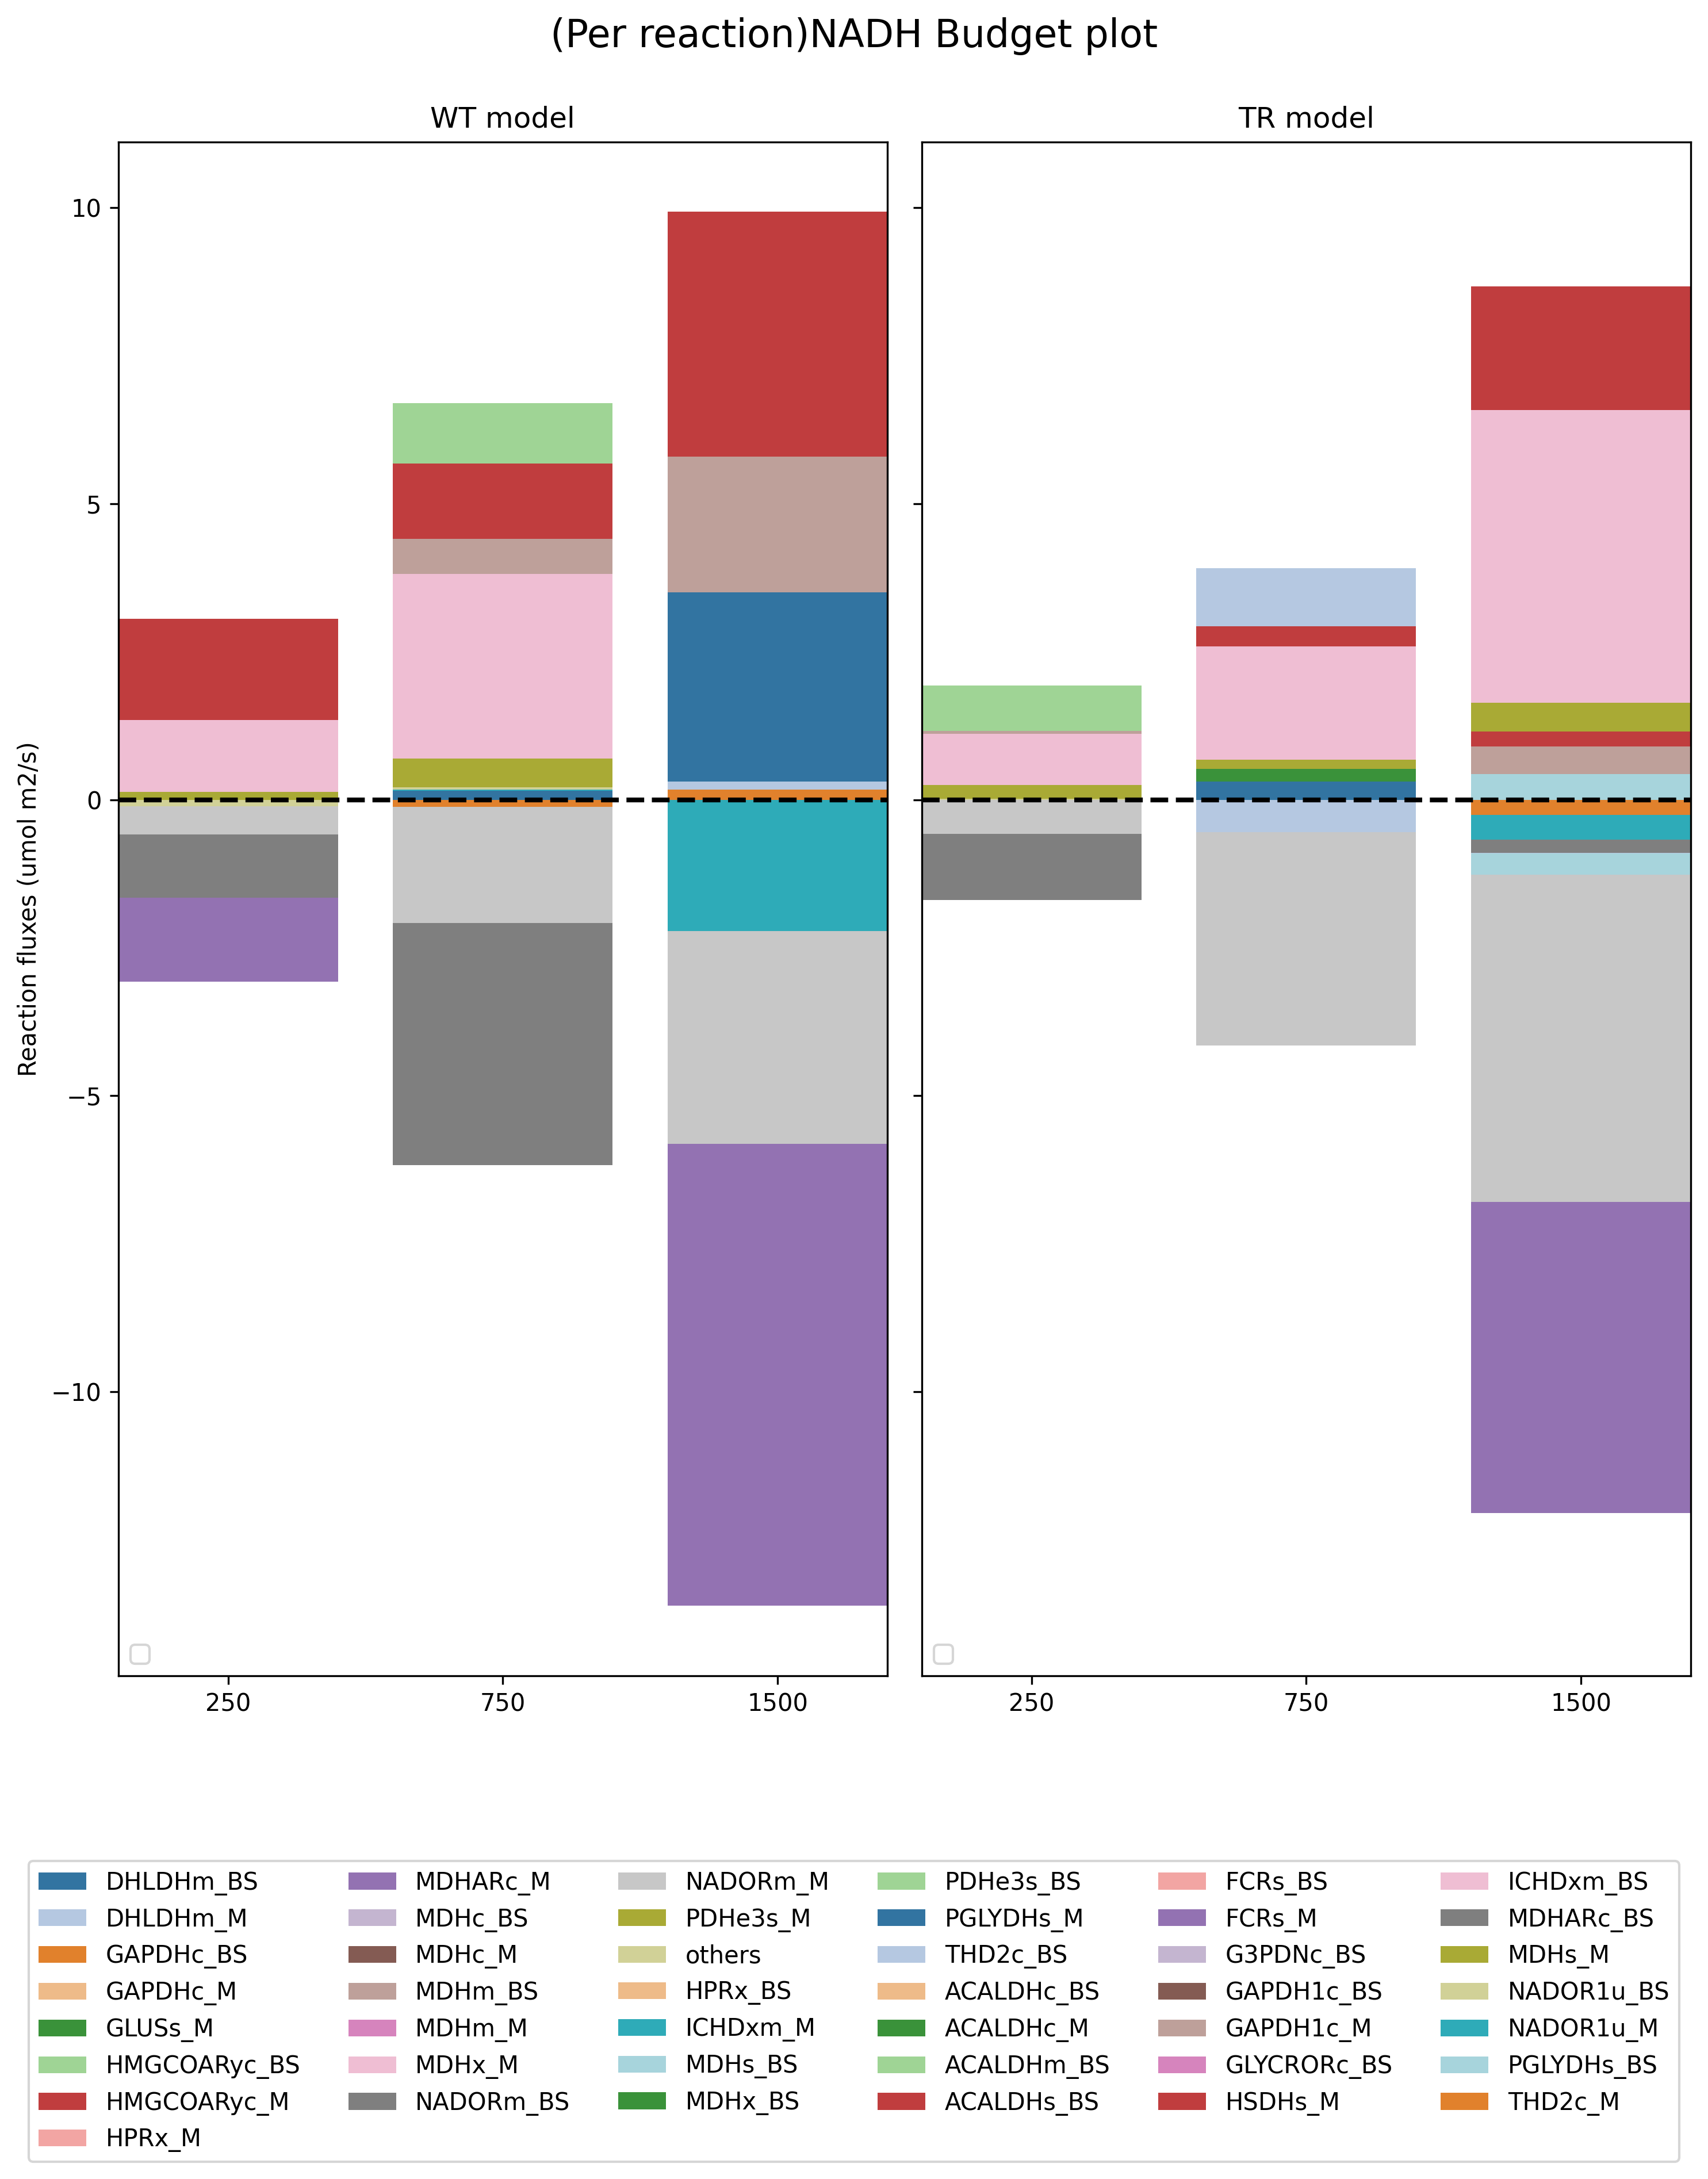 (Per reaction)NADH Budget plot
WT model
TR model
Reaction fluxes (umol m2/s)
10
5
0
−5
−10
250 750 1500
250 750 1500
DHLDHm_BS
DHLDHm_M
GAPDHc_BS
GAPDHc_M
GLUSs_M
HMGCOARyc_BS
HMGCOARyc_M
HPRx_M
MDHARc_M
MDHc_BS
MDHc_M
MDHm_BS
MDHm_M
MDHx_M
NADORm_BS
NADORm_M
PDHe3s_M
others
HPRx_BS
ICHDxm_M
MDHs_BS
MDHx_BS
PDHe3s_BS
PGLYDHs_M
THD2c_BS
ACALDHc_BS
ACALDHc_M
ACALDHm_BS
ACALDHs_BS
FCRs_BS
FCRs_M
G3PDNc_BS
GAPDH1c_BS
GAPDH1c_M
GLYCRORc_BS
HSDHs_M
ICHDxm_BS
MDHARc_BS
MDHs_M
NADOR1u_BS
NADOR1u_M
PGLYDHs_BS
THD2c_M